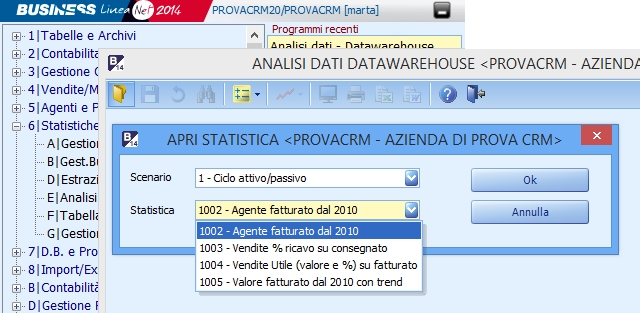 BUSINESS Linea Net 2014 PROVACRM20/PROVACRM [marta]
1|Tabelle e Archivi
2|Contabilita
3|Gestione C
4|Vendite/M
5|Agenti e P
6|Statistiche
A|Gestion
B|Gest.Bu
D|Estrazi
E|Analisi
F|Tabella
G|Gestion
7|D.B. e Pro
8|Import/Ex
B|Contabilità
D|Gestione R
Programmi recenti
Analisi dati - Datawarehouse
ANALISI DATI DATAWAREHOUSE <PROVACRM - AZIENDA
APRI STATISTICA <PROVACRM - AZIENDA DI PROVA CRM>
Scenario 1 - Ciclo attivo/passivo Ok
Statistica 1002 - Agente fatturato dal 2010 Annulla
1002 - Agente fatturato dal 2010
1003 - Vendite % ricavo su consegnato
1004 - Vendite Utile (valore e %) su fatturato
1005 - Valore fatturato dal 2010 con trend